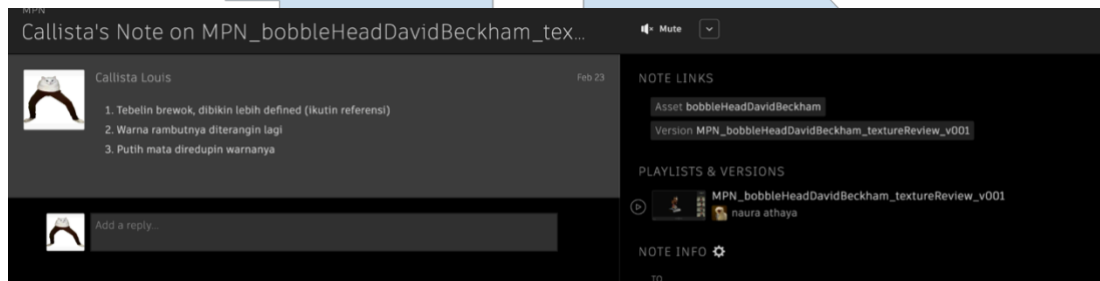 MPN
Callista's Note on MPN_bobbleHeadDavidBeckham_tex...
Mute
Callista Louis
Feb 23
1. Tebelin brewok, dibikin lebih defined (ikutin referensi)
2. Warna rambutnya diterangin lagi
3. Putih mata diredupin warnanya
Add a reply..
NOTE LINKS
Asset bobbleHeadDavidBeckham
Version MPN_bobbleHeadDavidBeckham_textureReview_v001
PLAYLISTS & VERSIONS
MPN_bobbleHeadDavidBeckham_textureReview_v001
naura athaya
NOTE INFO
TO